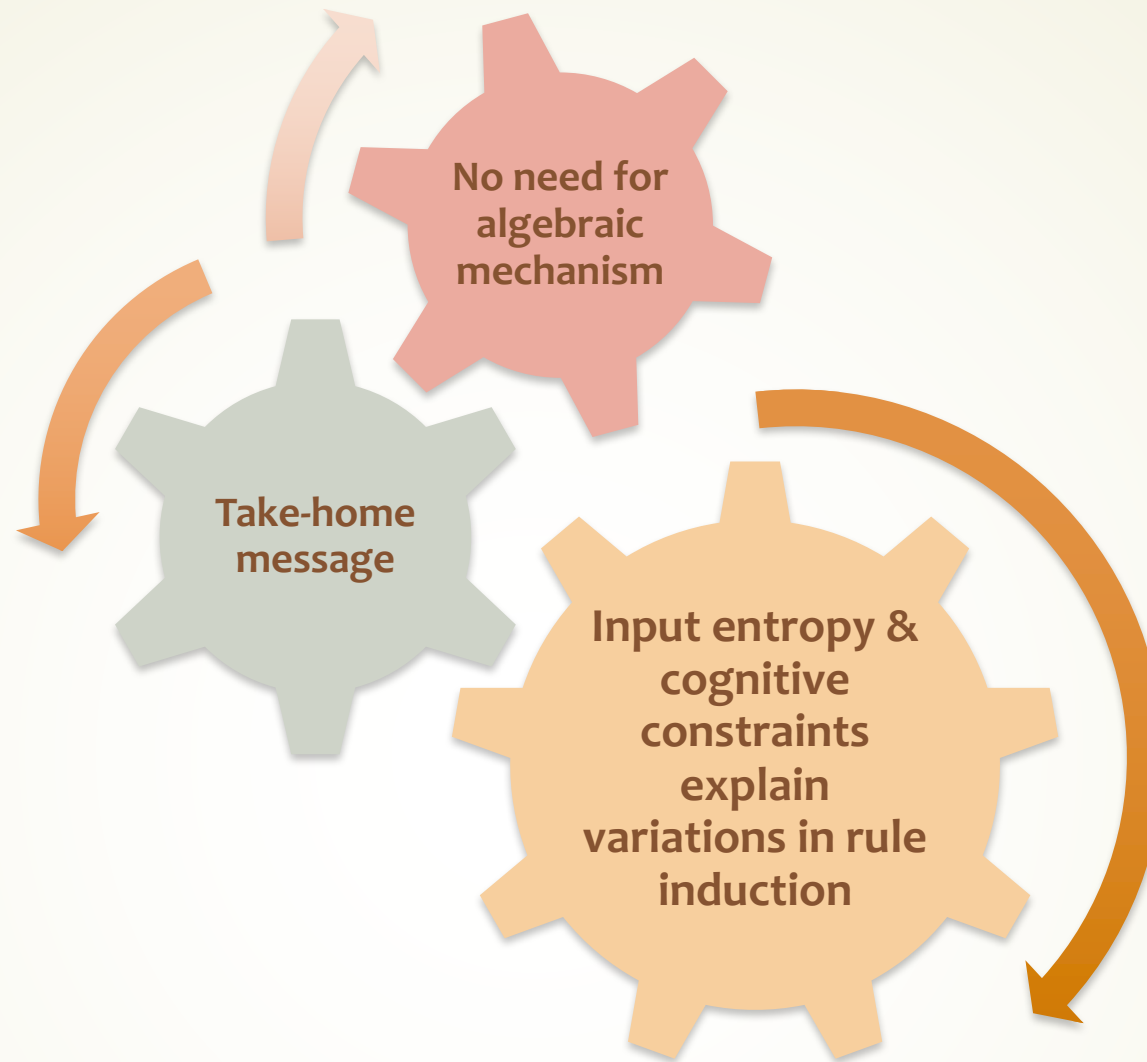 No need for
algebraic
mechanism
Take-home
message
Input entropy &
cognitive
constraints
explain
variations in rule
induction